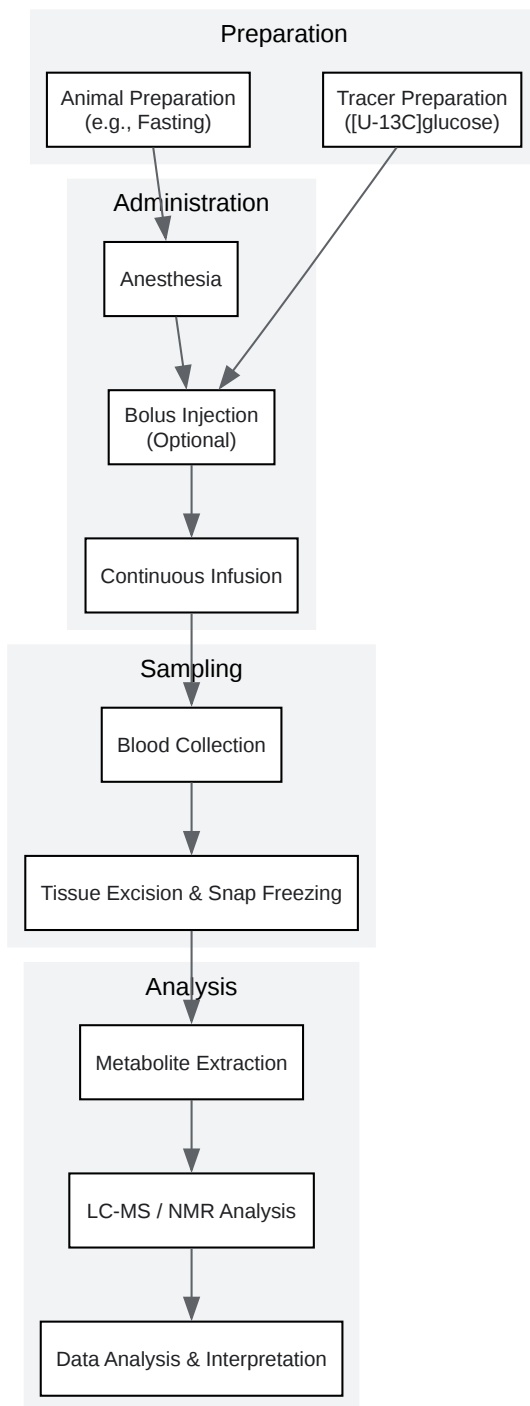 Preparation
Animal Preparation
(e.g., Fasting)
Tracer Preparation
([U-13C]glucose)
Administration
Anesthesia
Bolus Injection
(Optional)
Continuous Infusion
Sampling
Blood Collection
Tissue Excision & Snap Freezing
Analysis
Metabolite Extraction
LC-MS / NMR Analysis
Data Analysis & Interpretation